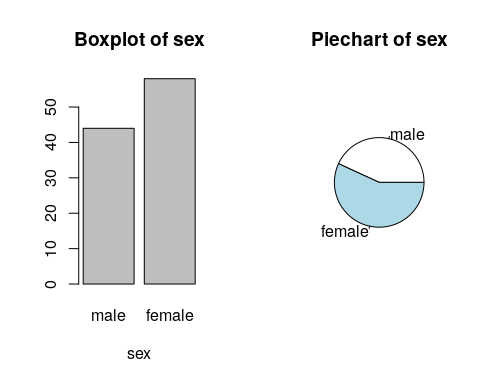 Boxplot of sex
50
40
30
20
10
0
male female
sex
Piechart of sex
male
female